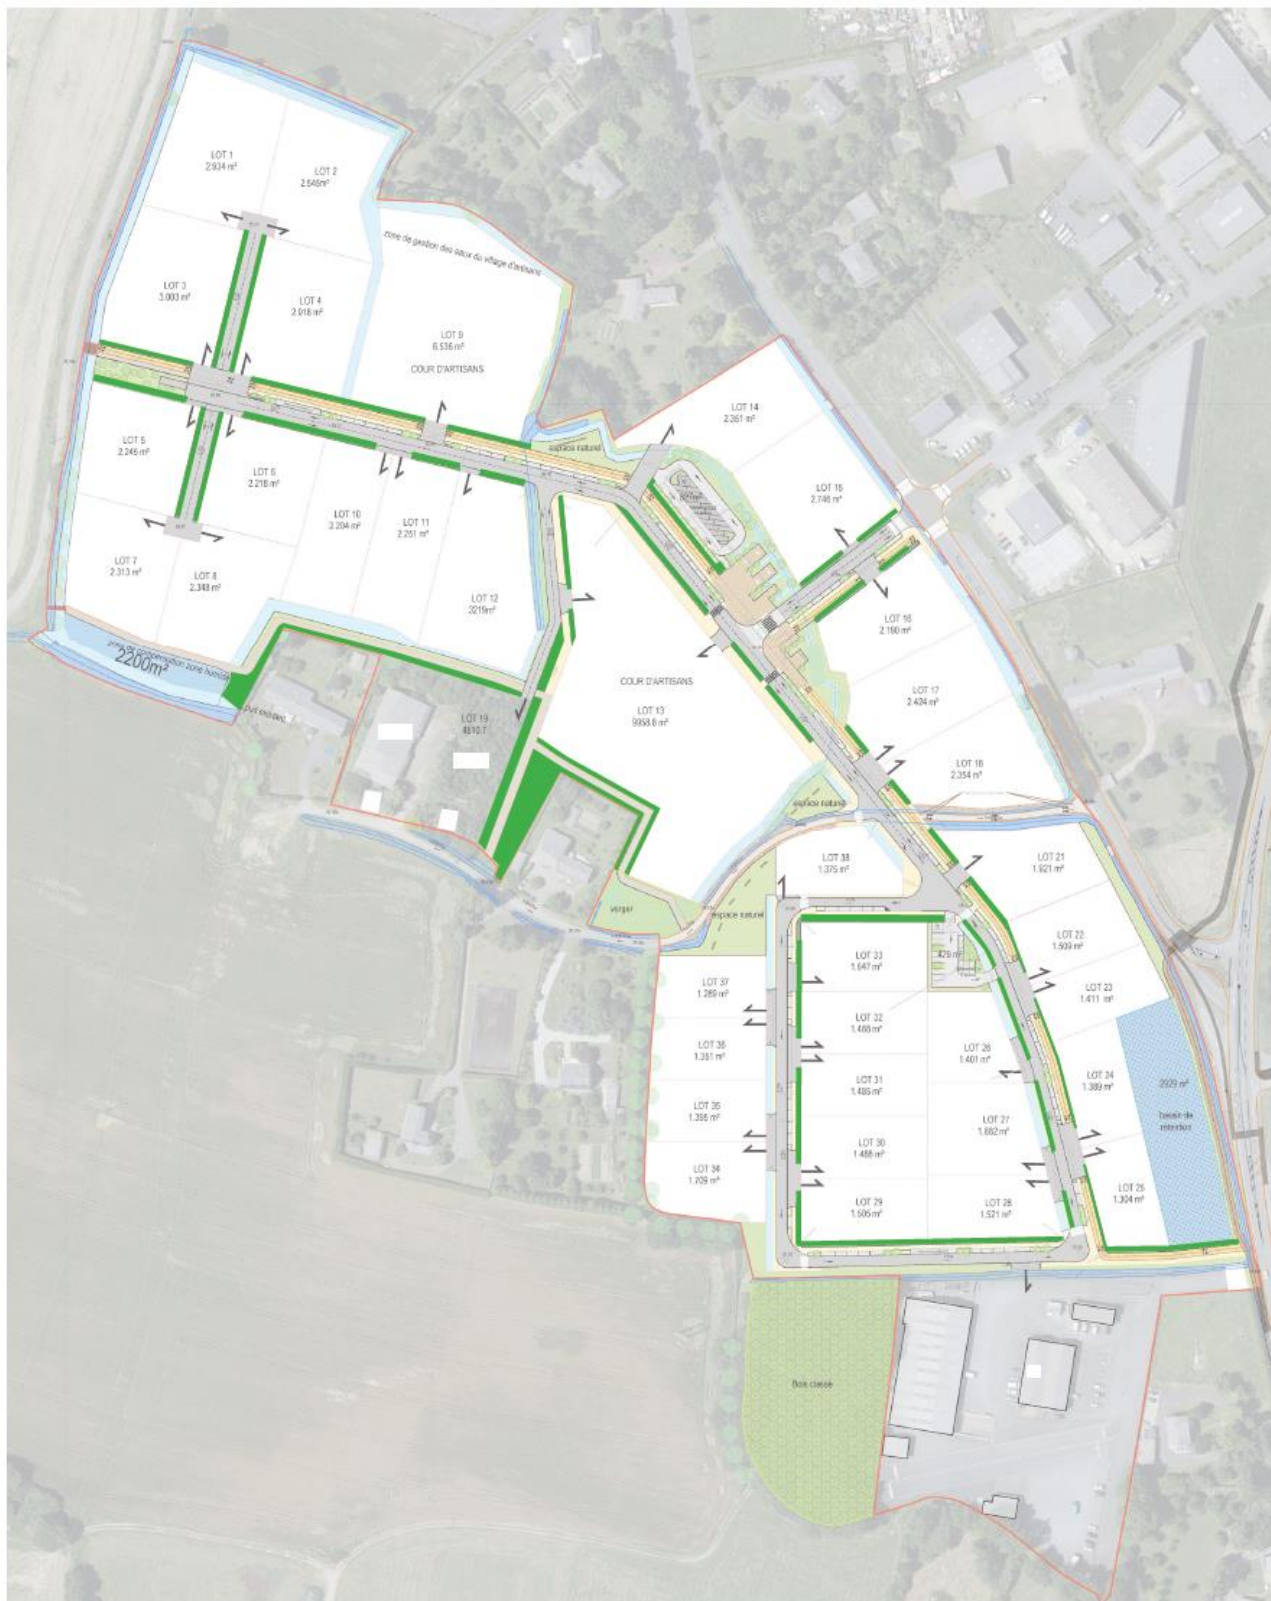 LOT 1
2.934 m²
LOT 2
2.546m²
LOT 3
3.003 m²
LOT 4
2.918 m²
zone de gestion des eaux du village d'artisans
LOT 9
6.536 m²
COUR D'ARTISANS
LOT 5
2.246 m²
LOT 6
2.218 m²
LOT 7
2.313 m²
LOT 8
2.348 m²
LOT 10
2.204 m²
LOT 11
2.251 m²
LOT 12
3219m²
espace naturel
LOT 14
2.351 m²
LOT 15
2.746 m²
LOT 16
2.190 m²
LOT 17
2.424 m²
LOT 18
2.354 m²
COUR D'ARTISANS
LOT 13
9958.8 m²
zone humide
2200m²
LOT 19
4810.7
espace naturel
verger
espace naturel
LOT 38
1.375 m²
LOT 21
1.921 m²
LOT 22
1.509 m²
LOT 23
1.411 m²
LOT 24
1.389 m²
LOT 25
1.304 m²
2929 m²
bassin de
rétention
LOT 33
1.647 m²
LOT 32
1.468 m²
LOT 31
1.485 m²
LOT 30
1.488 m²
LOT 29
1.505 m²
LOT 26
1.401 m²
LOT 27
1.882 m²
LOT 28
1.521 m²
LOT 37
1.289 m²
LOT 36
1.351 m²
LOT 35
1.395 m²
LOT 34
1.709 m²
Bois classé